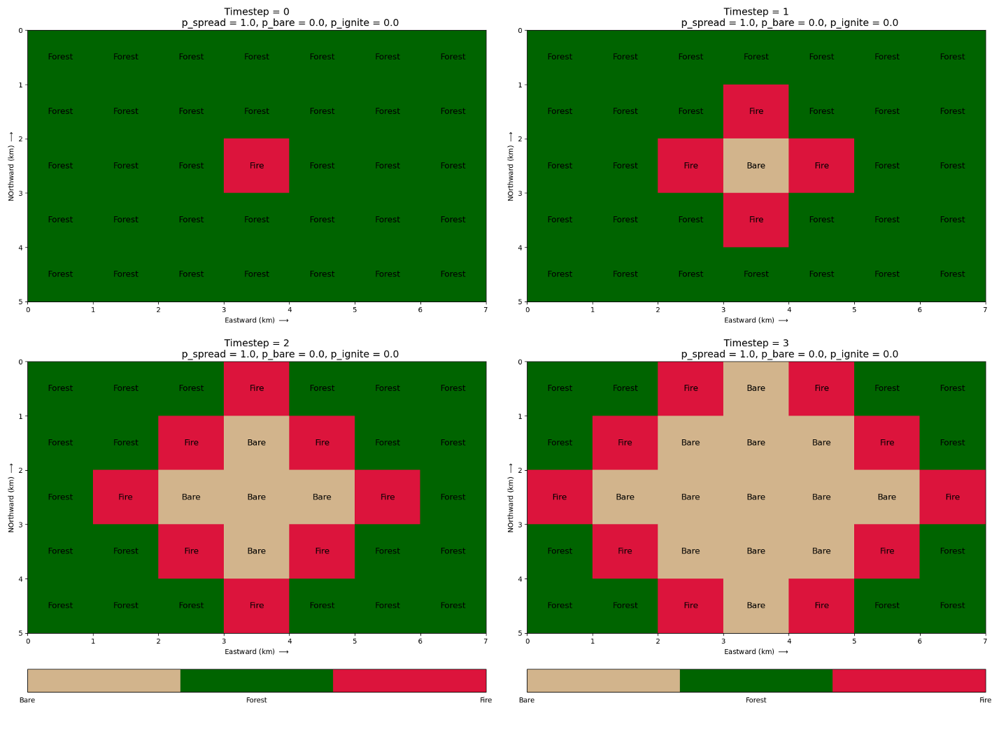 Timestep = 0
p_spread = 1.0, p_bare = 0.0, p_ignite = 0.0
0
Forest Forest Forest Forest Forest Forest Forest
1
Forest Forest Forest Forest Forest Forest Forest
2
Forest Forest Forest Fire Forest Forest Forest
3
Forest Forest Forest Forest Forest Forest Forest
4
Forest Forest Forest Forest Forest Forest Forest
5
0 1 2 3 4 5 6 7
NOrthward (km) →
Eastward (km) →
Timestep = 1
p_spread = 1.0, p_bare = 0.0, p_ignite = 0.0
0
Forest Forest Forest Forest Forest Forest Forest
1
Forest Forest Forest Fire Forest Forest Forest
2
Forest Forest Fire Bare Fire Forest Forest
3
Forest Forest Forest Fire Forest Forest Forest
4
Forest Forest Forest Forest Forest Forest Forest
5
0 1 2 3 4 5 6 7
NOrthward (km) →
Eastward (km) →
Timestep = 2
p_spread = 1.0, p_bare = 0.0, p_ignite = 0.0
0
Forest Forest Forest Fire Forest Forest Forest
1
Forest Forest Fire Bare Fire Forest Forest
2
Forest Fire Bare Bare Bare Fire Forest
3
Forest Forest Fire Bare Fire Forest Forest
4
Forest Forest Forest Fire Forest Forest Forest
5
0 1 2 3 4 5 6 7
NOrthward (km) →
Eastward (km) →
Timestep = 3
p_spread = 1.0, p_bare = 0.0, p_ignite = 0.0
0
Forest Forest Fire Bare Fire Forest Forest
1
Forest Fire Bare Bare Bare Fire Forest
2
Fire Bare Bare Bare Bare Bare Fire
3
Forest Fire Bare Bare Bare Fire Forest
4
Forest Forest Fire Bare Fire Forest Forest
5
0 1 2 3 4 5 6 7
NOrthward (km) →
Eastward (km) →
Bare Forest Fire
Bare Forest Fire